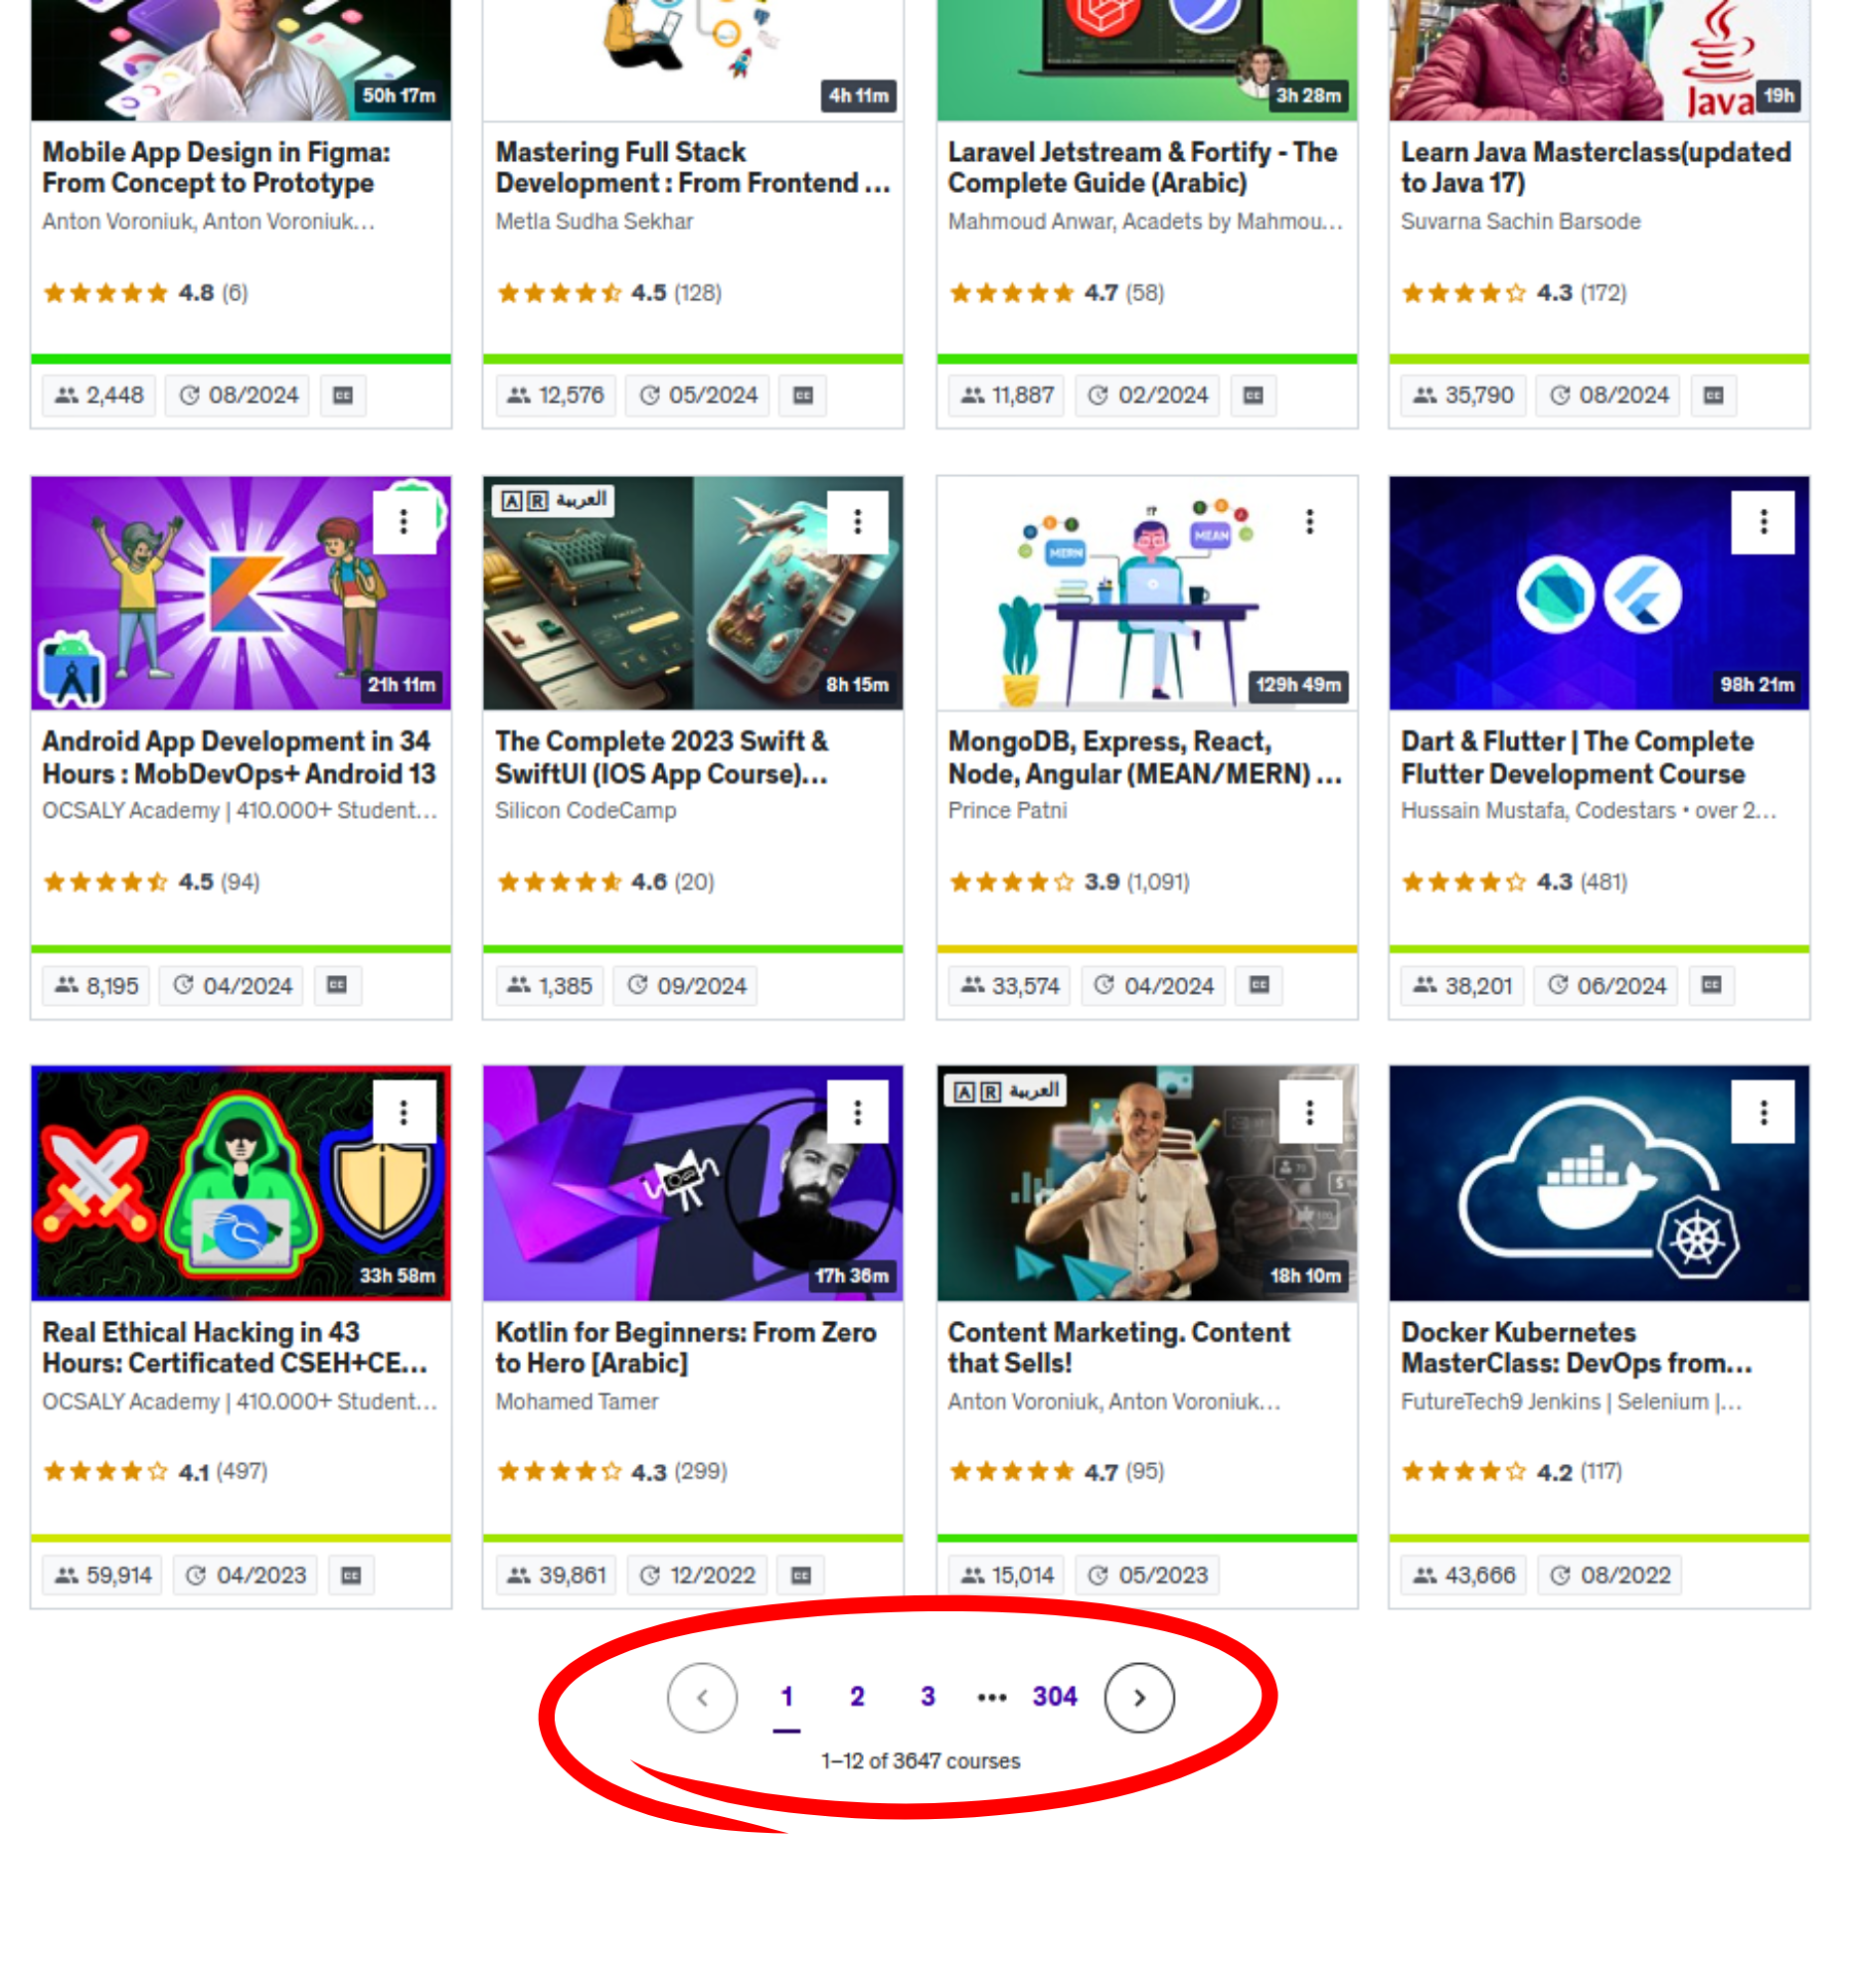 50h 17m
4h 11m
3h 28m
Java
19h
Mobile App Design in Figma:
From Concept to Prototype
Anton Voroniuk, Anton Voroniuk...
4.8 (6)
2,448 08/2024 CC
Mastering Full Stack
Development : From Frontend ...
Metla Sudha Sekhar
4.5 (128)
12,576 05/2024 CC
Laravel Jetstream & Fortify - The
Complete Guide (Arabic)
Mahmoud Anwar, Acadets by Mahmou...
4.7 (58)
11,887 02/2024 CC
Learn Java Masterclass(updated
to Java 17)
Suvarna Sachin Barsode
4.3 (172)
35,790 08/2024 CC
21h 11m
Android App Development in 34
Hours : MobDevOps+ Android 13
OCSALY Academy | 410.000+ Student...
4.5 (94)
8,195 04/2024 CC
AR العربية
8h 15m
The Complete 2023 Swift &
SwiftUI (IOS App Course)...
Silicon CodeCamp
4.6 (20)
1,385 09/2024
!?
MERN
MEAN
129h 49m
MongoDB, Express, React,
Node, Angular (MEAN/MERN) ...
Prince Patni
3.9 (1,091)
33,574 04/2024 CC
98h 21m
Dart & Flutter | The Complete
Flutter Development Course
Hussain Mustafa, Codestars • over 2...
4.3 (481)
38,201 06/2024 CC
33h 58m
Real Ethical Hacking in 43
Hours: Certificated CSEH+CE...
OCSALY Academy | 410.000+ Student...
4.1 (497)
59,914 04/2023 CC
17h 36m
Kotlin for Beginners: From Zero
to Hero [Arabic]
Mohamed Tamer
4.3 (299)
39,861 12/2022 CC
AR العربية
18h 10m
Content Marketing. Content
that Sells!
Anton Voroniuk, Anton Voroniuk...
4.7 (95)
15,014 05/2023
Docker Kubernetes
MasterClass: DevOps from...
FutureTech9 Jenkins | Selenium |...
4.2 (117)
43,666 08/2022
1 2 3 ••• 304
1–12 of 3647 courses